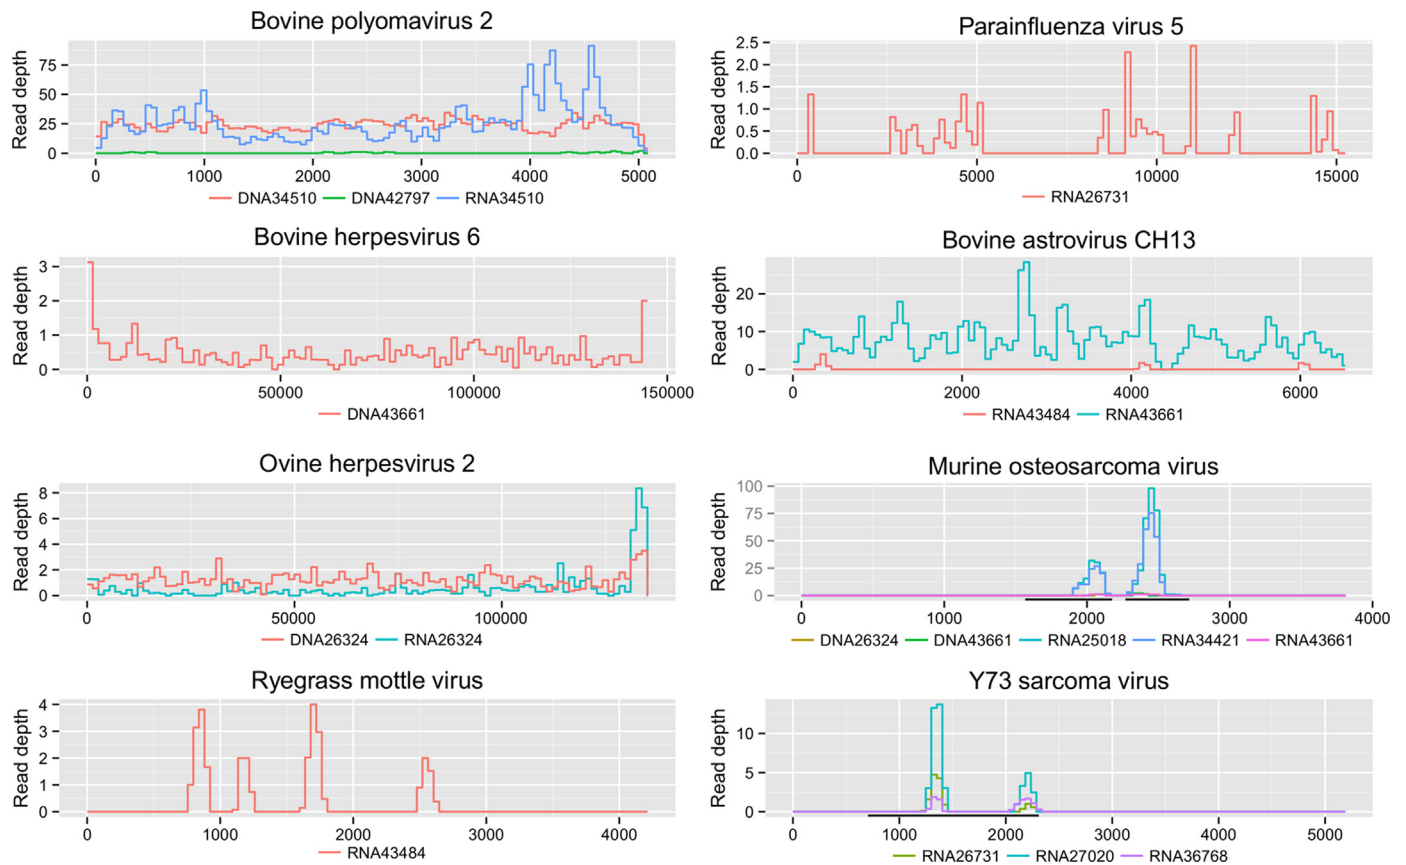 Bovine polyomavirus 2
Read depth
75
50
25
0
0 1000 2000 3000 4000 5000
DNA34510 DNA42797 RNA34510
Parainfluenza virus 5
Read depth
2.5
2.0
1.5
1.0
0.5
0.0
0 5000 10000 15000
RNA26731
Bovine herpesvirus 6
Read depth
3
2
1
0
0 50000 100000 150000
DNA43661
Bovine astrovirus CH13
Read depth
20
10
0
0 2000 4000 6000
RNA43484 RNA43661
Ovine herpesvirus 2
Read depth
8
6
4
2
0
0 50000 100000
DNA26324 RNA26324
Murine osteosarcoma virus
Read depth
100
75
50
25
0
0 1000 2000 3000 4000
DNA26324 DNA43661 RNA25018 RNA34421 RNA43661
Ryegrass mottle virus
Read depth
4
3
2
1
0
0 1000 2000 3000 4000
RNA43484
Y73 sarcoma virus
Read depth
10
5
0
0 1000 2000 3000 4000 5000
RNA26731 RNA27020 RNA36768